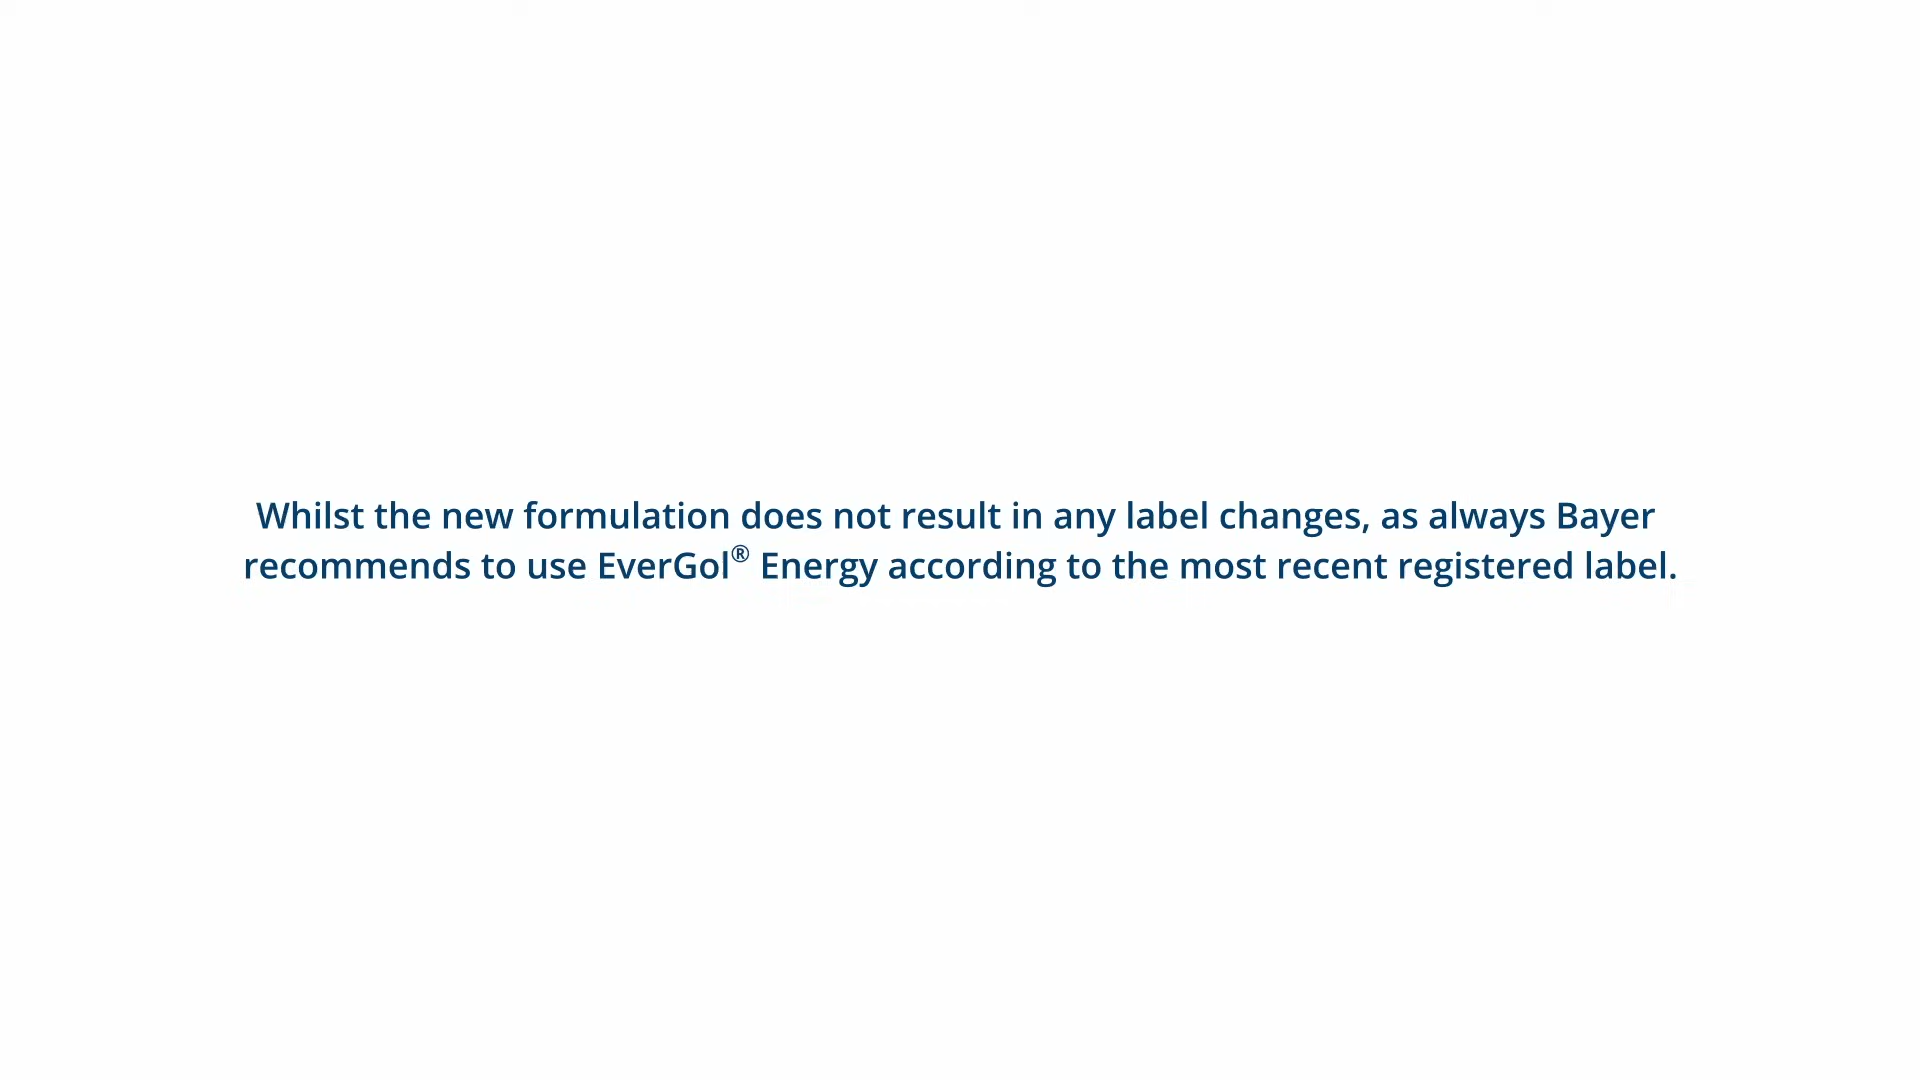 Whilst the new formulation does not result in any label changes, as always Bayer
recommends to use EverGol® Energy according to the most recent registered label.